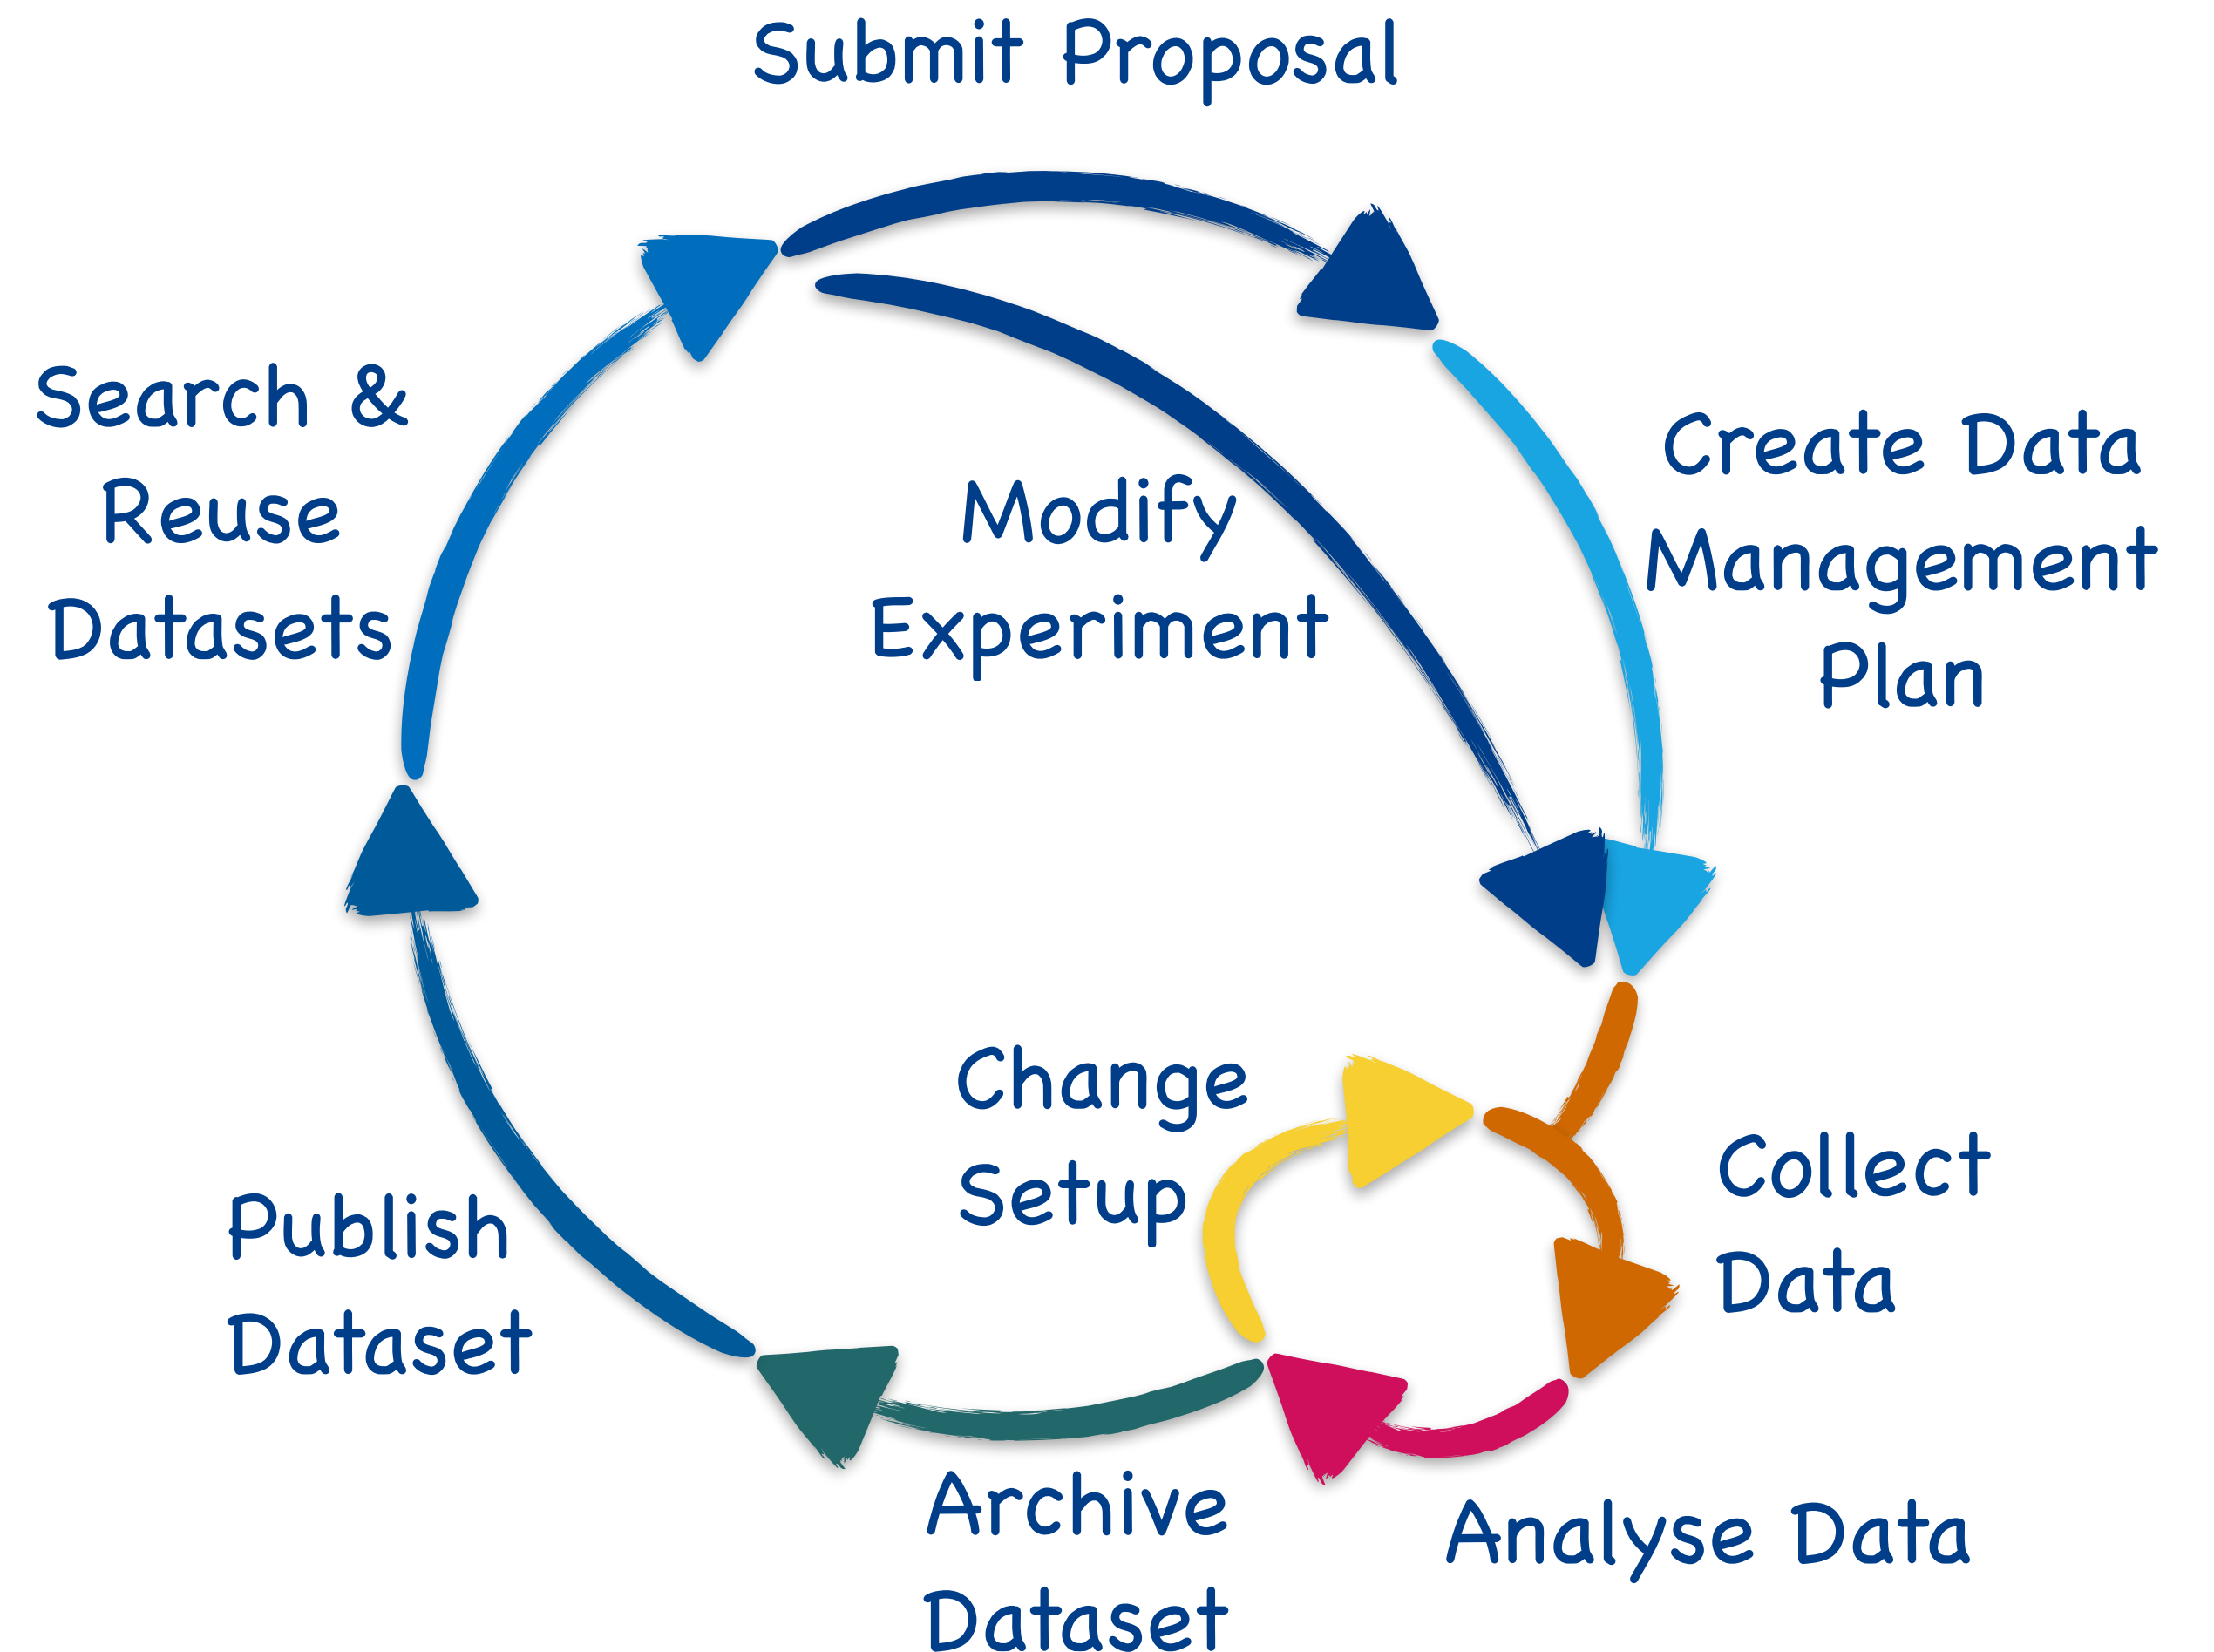 Submit Proposal
Search &
Reuse
Datasets
Modify
Experiment
Create Data
Management
Plan
Change
Setup
Collect
Data
Publish
Dataset
Archive
Dataset
Analyse Data